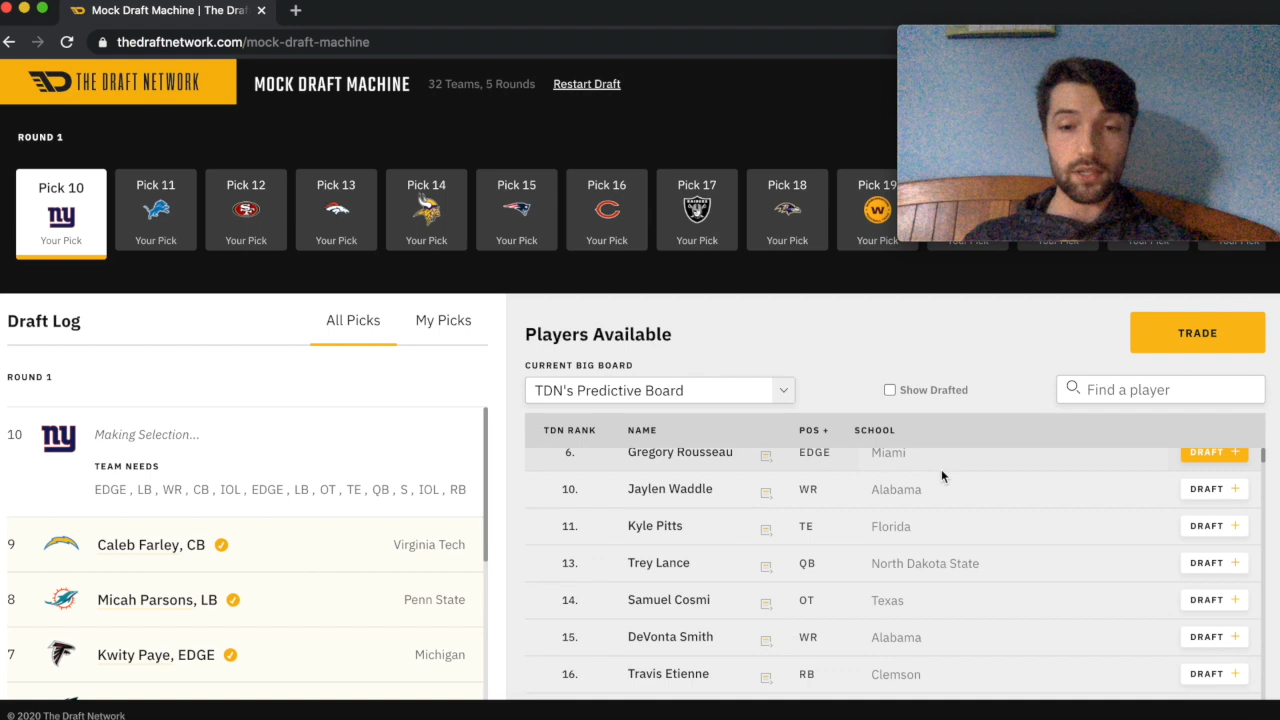 Mock Draft Machine | The Dra
thedraftnetwork.com/mock-draft-machine
THE DRAFT NETWORK
MOCK DRAFT MACHINE
32 Teams, 5 Rounds
Restart Draft
ROUND 1
Pick 10
ny
Your Pick
Pick 11
Your Pick
Pick 12
SF
Your Pick
Pick 13
Your Pick
Pick 14
Your Pick
Pick 15
Your Pick
Pick 16
C
Your Pick
Pick 17
RAIDERS
Your Pick
Pick 18
Your Pick
Pick 19
W
Your Pick
Draft Log
All Picks
My Picks
ROUND 1
10
ny
Making Selection...
TEAM NEEDS
EDGE , LB , WR , CB , IOL , EDGE , LB , OT , TE , QB , S , IOL , RB
9 Caleb Farley, CB Virginia Tech
8 Micah Parsons, LB Penn State
7 Kwity Paye, EDGE Michigan
Players Available
TRADE
CURRENT BIG BOARD
TDN's Predictive Board
Show Drafted
Find a player
TDN RANK NAME POS + SCHOOL
6. Gregory Rousseau EDGE Miami DRAFT +
10. Jaylen Waddle WR Alabama DRAFT +
11. Kyle Pitts TE Florida DRAFT +
13. Trey Lance QB North Dakota State DRAFT +
14. Samuel Cosmi OT Texas DRAFT +
15. DeVonta Smith WR Alabama DRAFT +
16. Travis Etienne RB Clemson DRAFT +
© 2020 The Draft Network